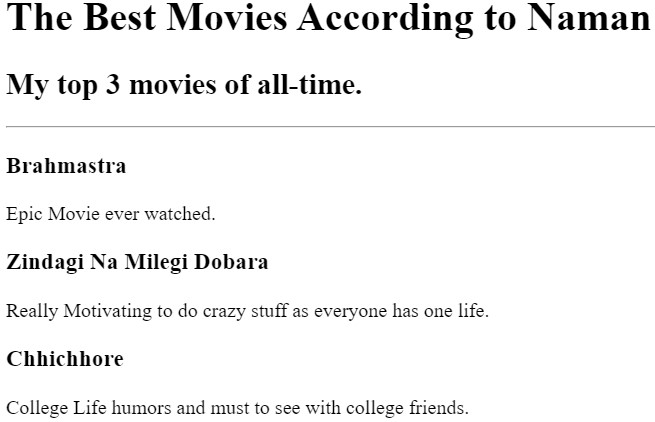 The Best Movies According to Naman
My top 3 movies of all-time.
Brahmastra
Epic Movie ever watched.
Zindagi Na Milegi Dobara
Really Motivating to do crazy stuff as everyone has one life.
Chhichhore
College Life humors and must to see with college friends.